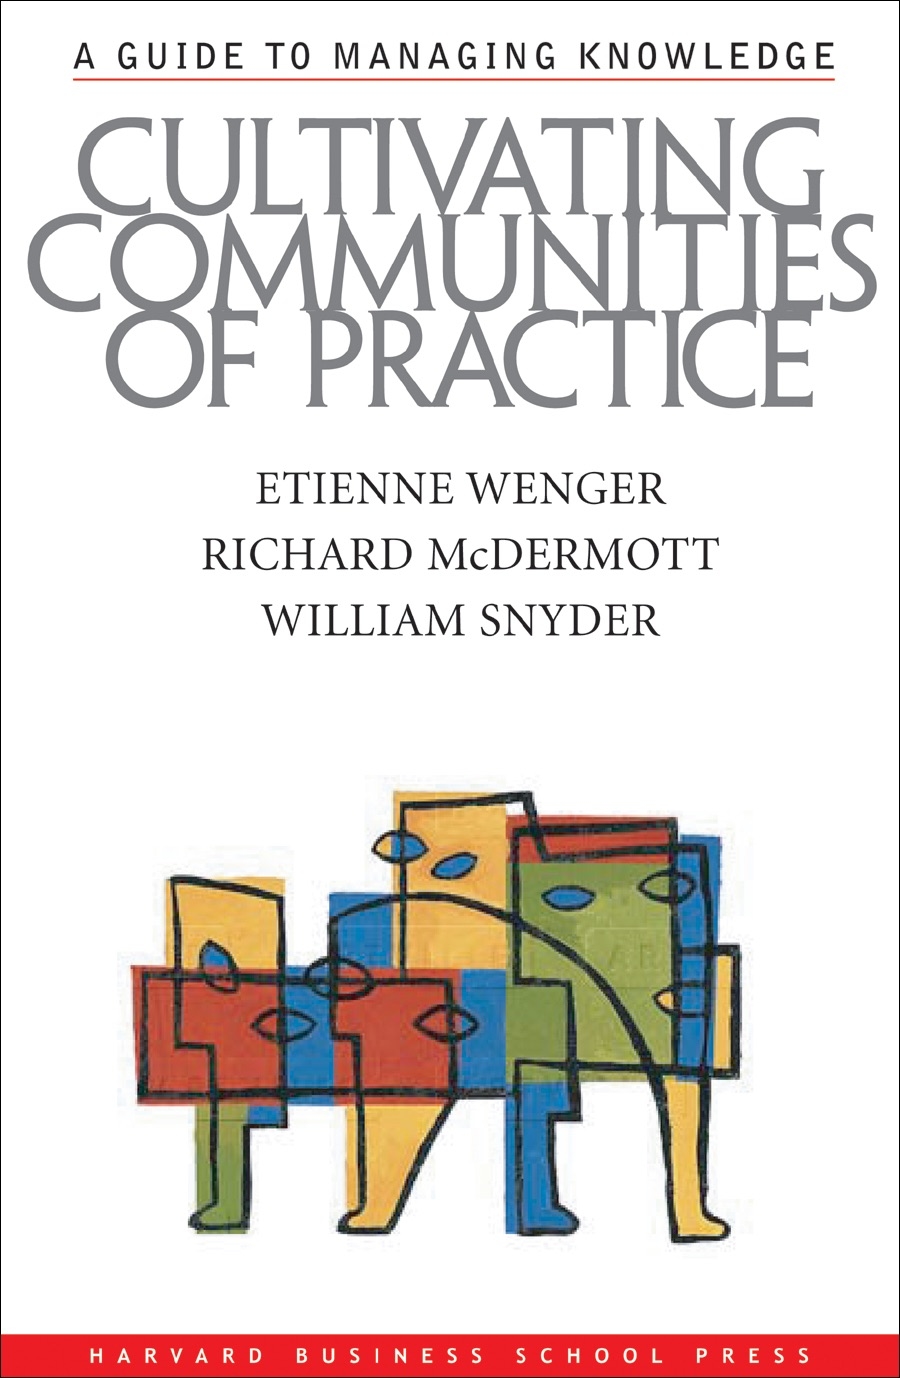 A GUIDE TO MANAGING KNOWLEDGE
CULTIVATING
COMMUNITIES
OF PRACTICE
ETIENNE WENGER
RICHARD McDERMOTT
WILLIAM SNYDER
HARVARD BUSINESS SCHOOL PRESS